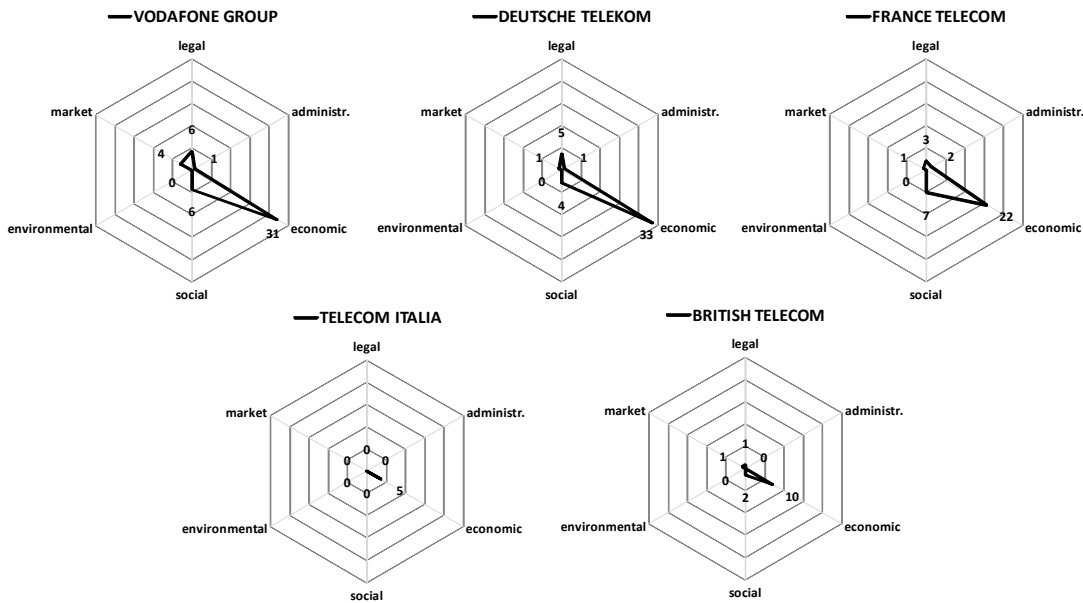 VODAFONE GROUP
legal
market
administr.
6
4
1
0
6
environmental
31
economic
social
DEUTSCHE TELEKOM
legal
market
administr.
5
1
1
0
4
environmental
33
economic
social
FRANCE TELECOM
legal
market
administr.
3
1
2
0
7
22
environmental
economic
social
TELECOM ITALIA
legal
market
administr.
0
0
0
0
0
5
environmental
economic
social
BRITISH TELECOM
legal
market
administr.
1
1
0
0
2
10
environmental
economic
social